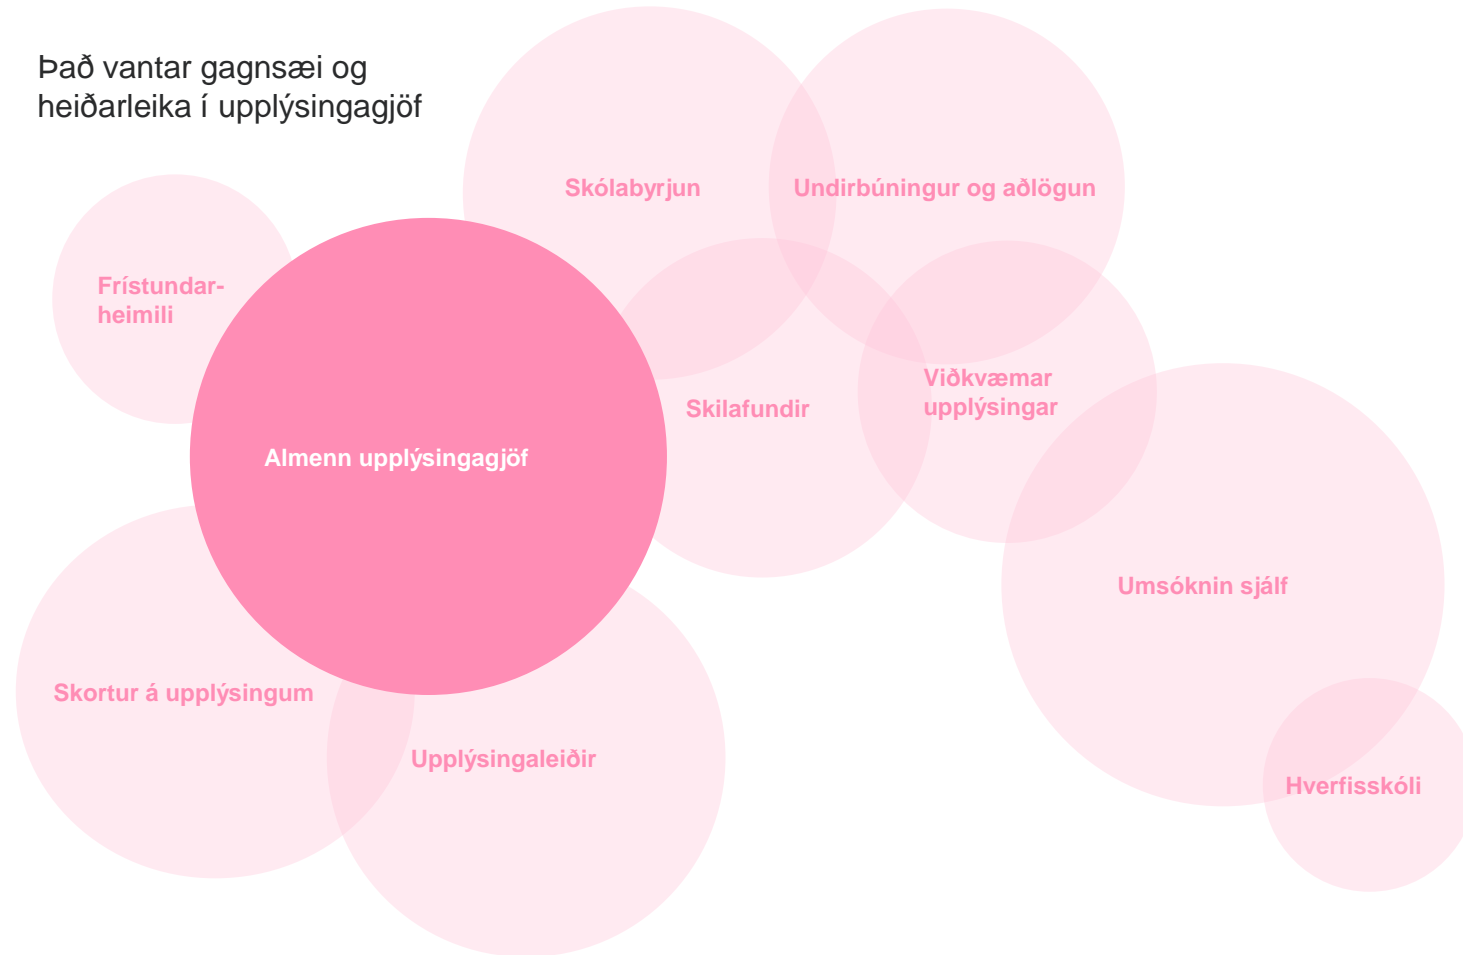 Það vantar gagnsæi og
heiðarleika í upplýsingagjöf
Skólabyrjun
Undirbúningur og aðlögun
Frístundar-
heimili
Viðkvæmar
upplýsingar
Skilafundir
Almenn upplýsingagjöf
Umsóknin sjálf
Skortur á upplýsingum
Upplýsingaleiðir
Hverfisskóli